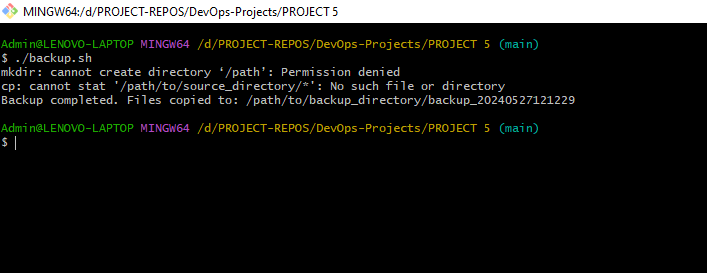 MINGW64:/d/PROJECT-REPOS/DevOps-Projects/PROJECT 5
Admin@LENOVO-LAPTOP MINGW64 /d/PROJECT-REPOS/DevOps-Projects/PROJECT 5 (main)
$ ./backup.sh
mkdir: cannot create directory ‘/path’: Permission denied
cp: cannot stat '/path/to/source_directory/*': No such file or directory
Backup completed. Files copied to: /path/to/backup_directory/backup_20240527121229
Admin@LENOVO-LAPTOP MINGW64 /d/PROJECT-REPOS/DevOps-Projects/PROJECT 5 (main)
$